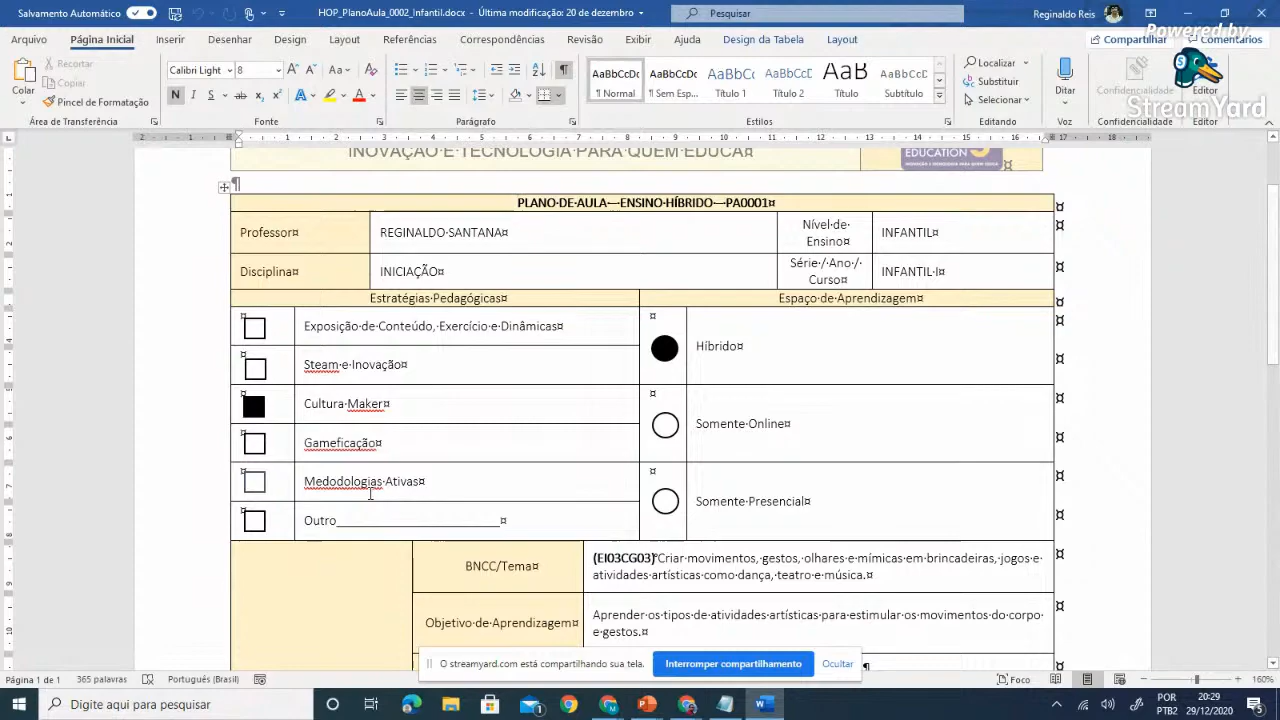 Salvamento Automático
HOP_PlanoAula_0002_Infantil.docx - Última modificação: 20 de dezembro
Pesquisar
Reginaldo Reis
Powered by
StreamYard
Arquivo Página Inicial Inserir Desenhar Design Layout Referências Correspondências Revisão Exibir Ajuda Design da Tabela Layout
Compartilhar Comentários
Colar
Recortar
Copiar
Pincel de Formatação
Área de Transferência
Calibri Light 8
Fonte
Parágrafo
AaBbCcDc AaBbCcDc AaBbCc AaBbCcD AaB AaBbCcDc
¶ Normal ¶ Sem Esp... Título 1 Título 2 Título Subtítulo
Estilos
Localizar
Substituir
Selecionar
Editando
Ditar
Voz
Confidencialidade
Confidencialidade
Editor
Editor
INOVAÇÃO·E·TECNOLOGIA·PARA·QUEM·EDUCA¤
EDUCATION
PLANO·DE·AULA·–·ENSINO·HÍBRIDO·–·PA0001¤
Professor¤ REGINALDO·SANTANA¤ Nível·de·Ensino¤ INFANTIL¤
Disciplina¤ INICIAÇÃO¤ Série·/·Ano·/·Curso¤ INFANTIL·I¤
Estratégias·Pedagógicas¤ Espaço·de·Aprendizagem¤
Exposição·de·Conteúdo,·Exercício·e·Dinâmicas¤
Híbrido¤
Steam·e·Inovação¤
Cultura·Maker¤
Somente·Online¤
Gameficação¤
Medodologias·Ativas¤
Somente·Presencial¤
Outro_______________________¤
BNCC/Tema¤
(EI03CG03)°Criar·movimentos,·gestos,·olhares·e·mímicas·em·brincadeiras,·jogos·e·
atividades·artísticas·como·dança,·teatro·e·música.¤
Objetivo·de·Aprendizagem¤
Aprender·os·tipos·de·atividades·artísticas·para·estimular·os·movimentos·do·corpo·
e·gestos.¤
O streamyard.com está compartilhando sua tela. Interromper compartilhamento Ocultar
Página 1 de 1 365 palavras Português (Brasil) Foco 160%
Digite aqui para pesquisar
POR
PTB2
20:29
29/12/2020